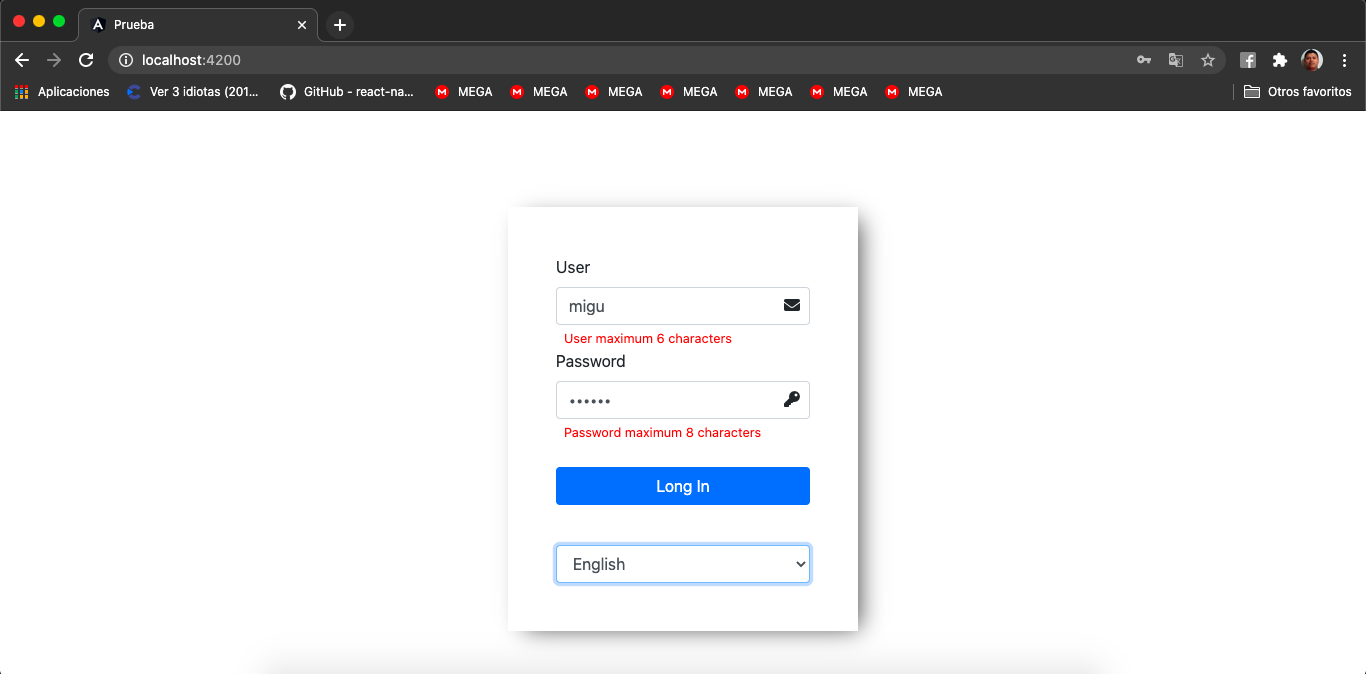 Prueba
localhost:4200
Aplicaciones Ver 3 idiotas (201... GitHub - react-na... MEGA MEGA MEGA MEGA MEGA MEGA MEGA Otros favoritos
User
migu
User maximum 6 characters
Password
••••••
Password maximum 8 characters
Long In
English